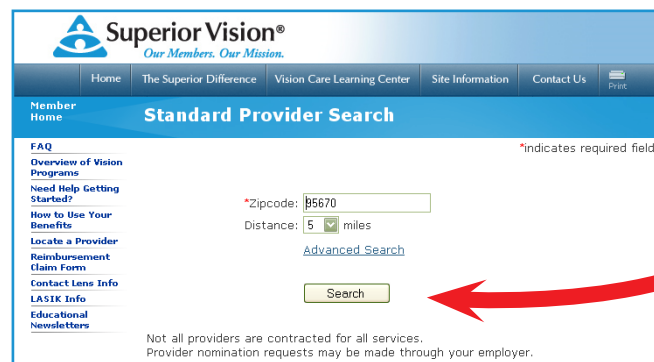 Superior Vision®
Our Members. Our Mission.
Home The Superior Difference Vision Care Learning Center Site Information Contact Us Print
Member
Home
Standard Provider Search
FAQ
Overview of Vision
Programs
Need Help Getting
Started?
How to Use Your
Benefits
Locate a Provider
Reimbursement
Claim Form
Contact Lens Info
LASIK Info
Educational
Newsletters
*indicates required field
*Zipcode: 95670
Distance: 5 miles
Advanced Search
Search
Not all providers are contracted for all services.
Provider nomination requests may be made through your employer.